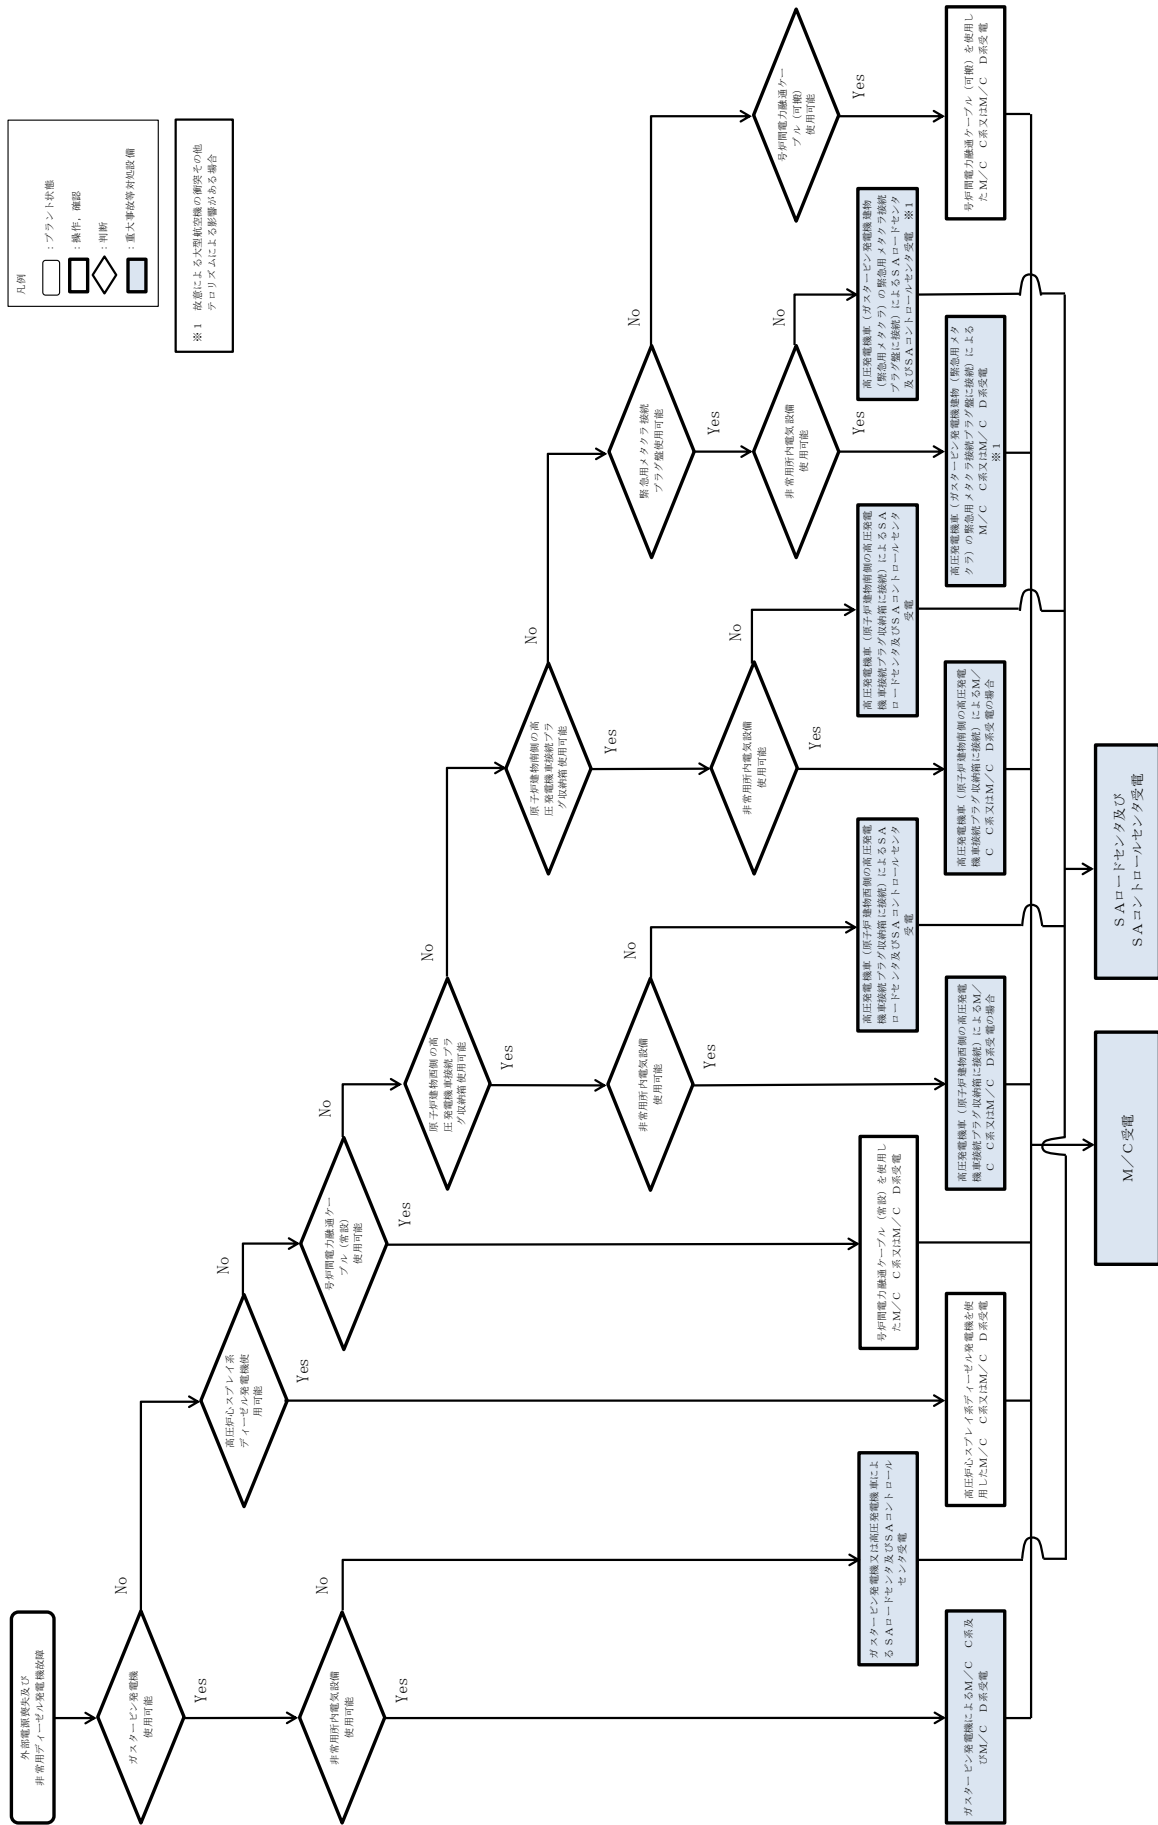 凡例
：プラント状態
：操作，確認
：判断
：重大事故等対処設備
※１　故意による大型航空機の衝突その他
テロリズムによる影響がある場合
外部電源喪失及び
非常用ディーゼル発電機故障
ガスタービン発電機
使用可能
No
Yes
非常用所内電気設備
使用可能
No
Yes
ガスタービン発電機によるＭ／Ｃ　Ｃ系及
びＭ／Ｃ　Ｄ系受電
ガスタービン発電機又は高圧発電機車によ
るＳＡロードセンタ及びＳＡコントロール
センタ受電
高圧炉心スプレイ系
ディーゼル発電機使
用可能
No
Yes
高圧炉心スプレイ系ディーゼル発電機を使
用したＭ／Ｃ　Ｃ系又はＭ／Ｃ　Ｄ系受電
号炉間電力融通ケー
ブル（常設）
使用可能
No
Yes
号炉間電力融通ケーブル（常設）を使用し
たＭ／Ｃ　Ｃ系又はＭ／Ｃ　Ｄ系受電
原子炉建物西側の高
圧発電機車接続プラ
グ収納箱使用可能
No
Yes
非常用所内電気設備
使用可能
No
Yes
高圧発電機車（原子炉建物西側の高圧発電
機車接続プラグ収納箱に接続）によるＭ／
Ｃ　Ｃ系又はＭ／Ｃ　Ｄ系受電の場合
高圧発電機車（原子炉建物西側の高圧発電
機車接続プラグ収納箱に接続）によるＳＡ
ロードセンタ及びＳＡコントロールセンタ
受電
原子炉建物南側の高
圧発電機車接続プラ
グ収納箱使用可能
No
Yes
非常用所内電気設備
使用可能
No
Yes
高圧発電機車（原子炉建物南側の高圧発電
機車接続プラグ収納箱に接続）によるＭ／
Ｃ　Ｃ系又はＭ／Ｃ　Ｄ系受電の場合
高圧発電機車（原子炉建物南側の高圧発電
機車接続プラグ収納箱に接続）によるＳＡ
ロードセンタ及びＳＡコントロールセンタ
受電
緊急用メタクラ接続
プラグ盤使用可能
No
Yes
非常用所内電気設備
使用可能
No
Yes
高圧発電機車（ガスタービン発電機建物（緊急用メタ
クラ）の緊急用メタクラ接続プラグ盤に接続）による
Ｍ／Ｃ　Ｃ系又はＭ／Ｃ　Ｄ系受電
※１
高圧発電機車（ガスタービン発電機建物
（緊急用メタクラ）の緊急用メタクラ接続
プラグ盤に接続）によるＳＡロードセンタ
及びＳＡコントロールセンタ受電　※１
号炉間電力融通ケー
ブル（可搬）
使用可能
Yes
号炉間電力融通ケーブル（可搬）を使用し
たＭ／Ｃ　Ｃ系又はＭ／Ｃ　Ｄ系受電
Ｍ／Ｃ受電
ＳＡロードセンタ及び
ＳＡコントロールセンタ受電